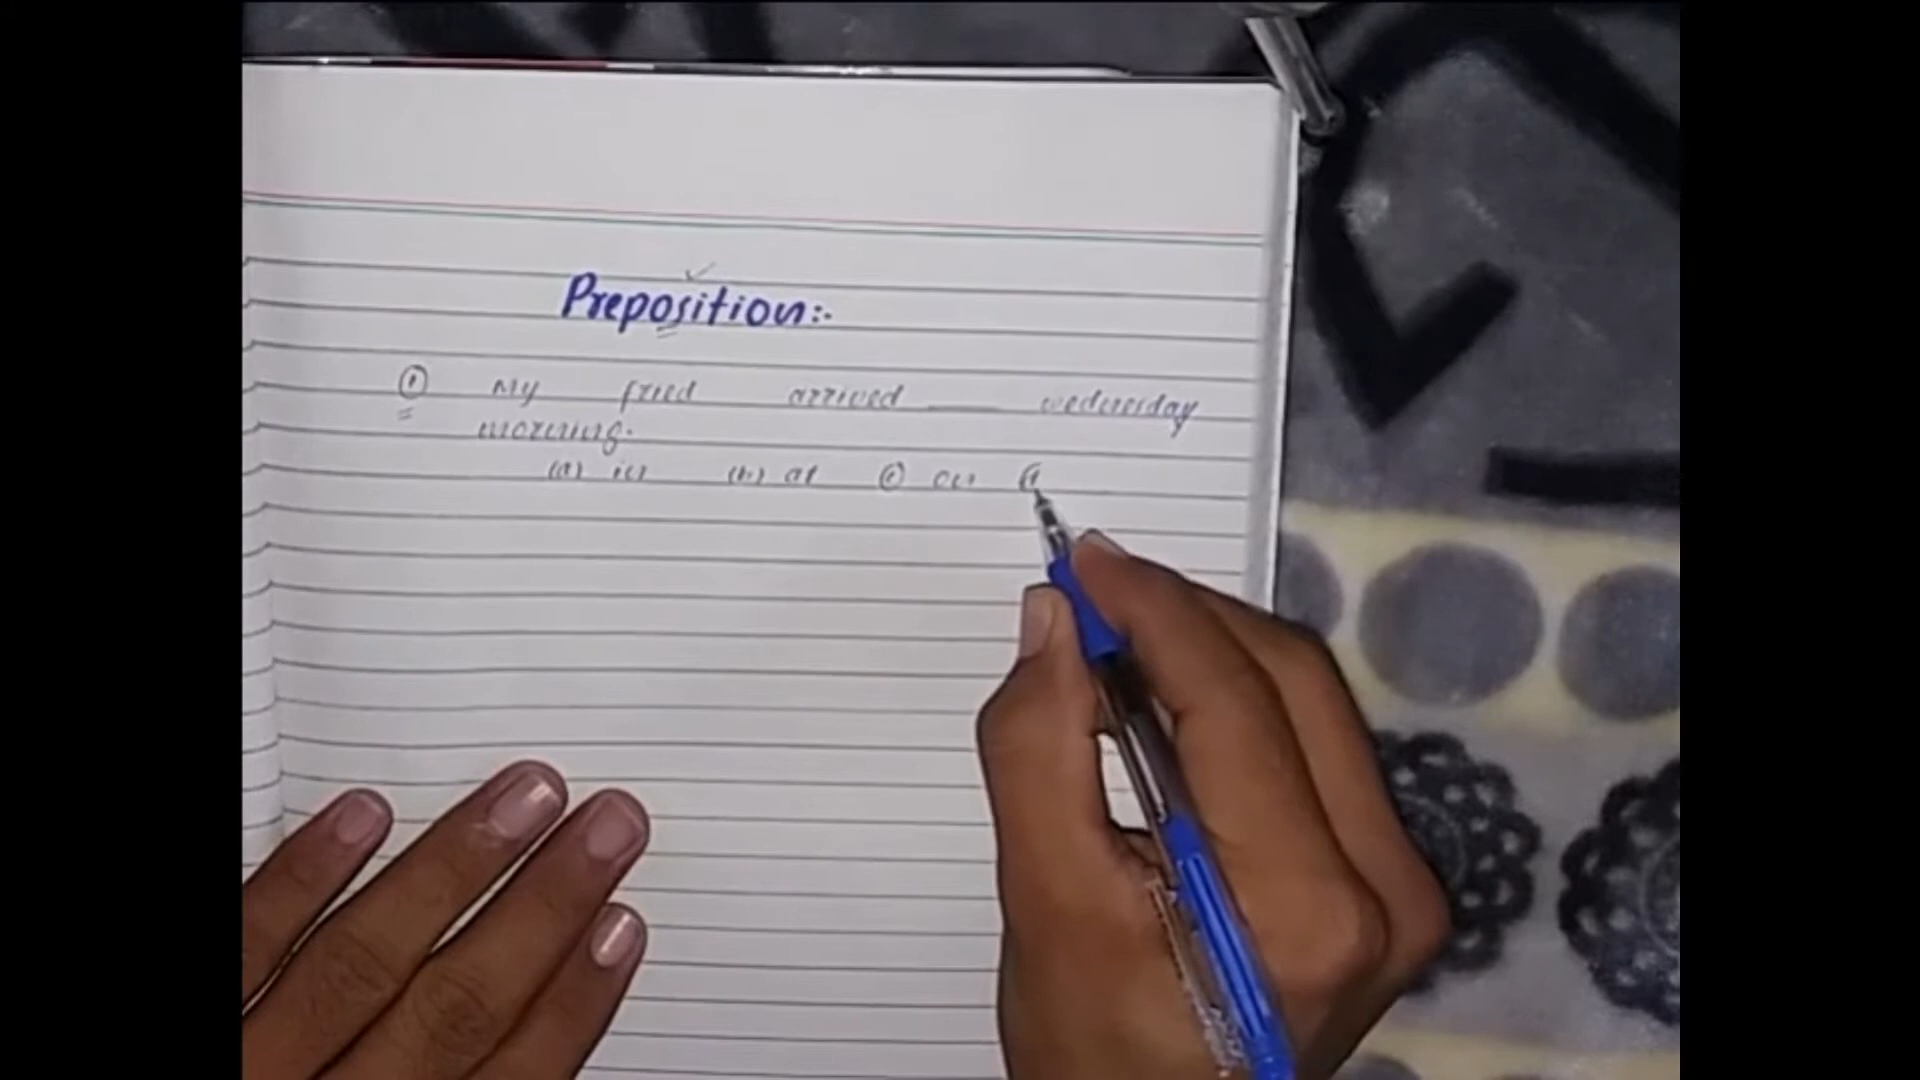 Preposition:-
① My fried arrived ____ wednesday
morning.
(a) in (b) at © on (d